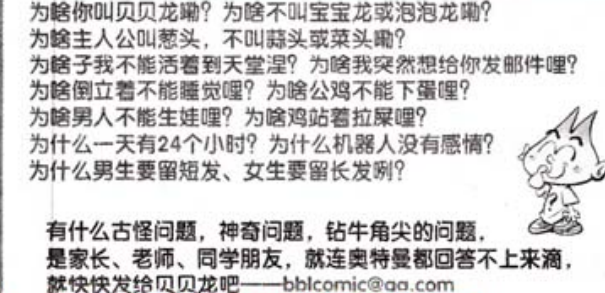 为啥你叫贝贝龙嘞？为啥不叫宝宝龙或泡泡龙嘞？
为啥主人公叫葱头，不叫蒜头或菜头嘞？
为啥子我不能活着到天堂涅？为啥我突然想给你发邮件哩？
为啥倒立着不能睡觉哩？为啥公鸡不能下蛋哩？
为啥男人不能生娃哩？为啥鸡站着拉屎哩？
为什么一天有24个小时？为什么机器人没有感情？
为什么男生要留短发、女生要留长发咧？
有什么古怪问题，神奇问题，钻牛角尖的问题，
是家长、老师、同学朋友，就连奥特曼都回答不上来滴，
就快快发给贝贝龙吧——bblcomic@qq.com